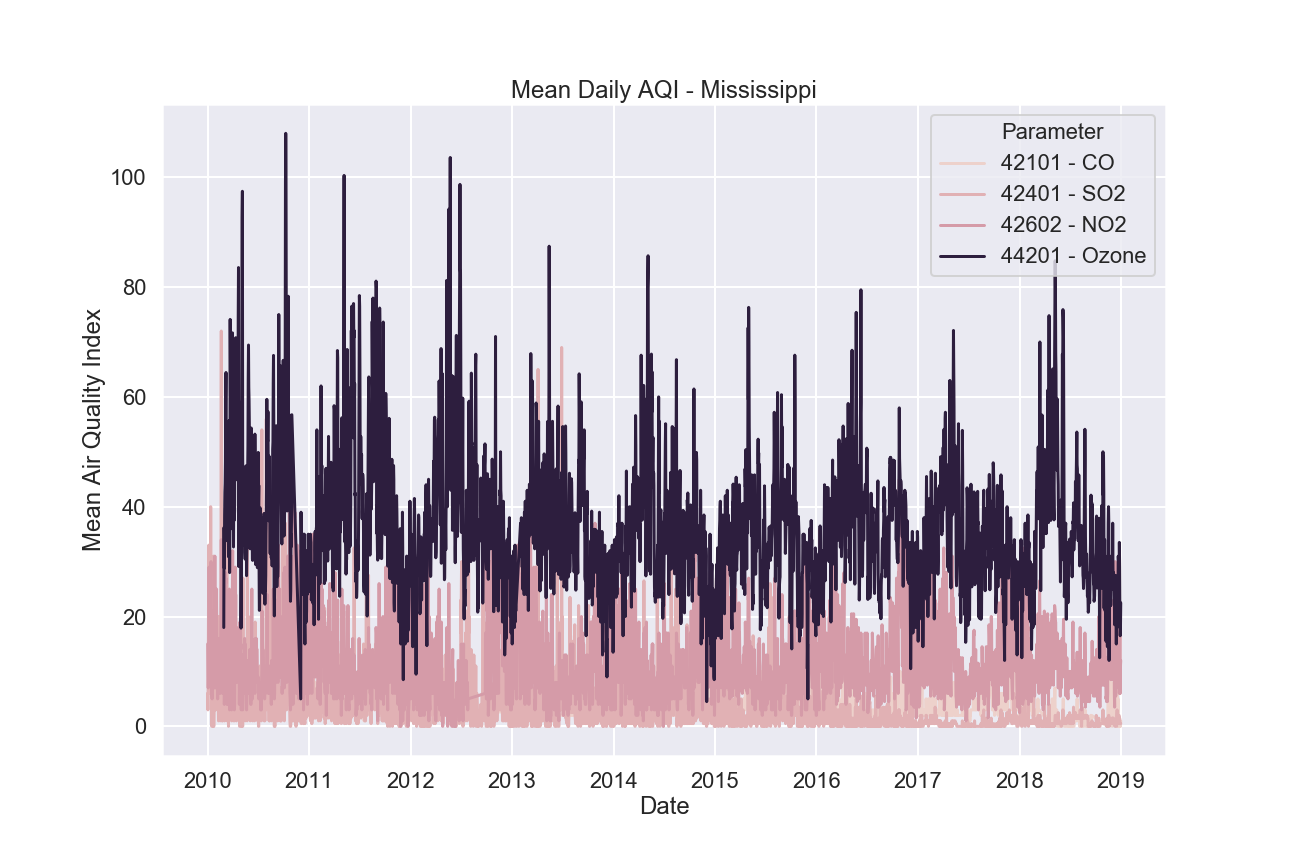 Mean Daily AQI - Mississippi
Parameter
42101 - CO
42401 - SO2
42602 - NO2
44201 - Ozone
Mean Air Quality Index
100
80
60
40
20
0
2010 2011 2012 2013 2014 2015 2016 2017 2018 2019
Date